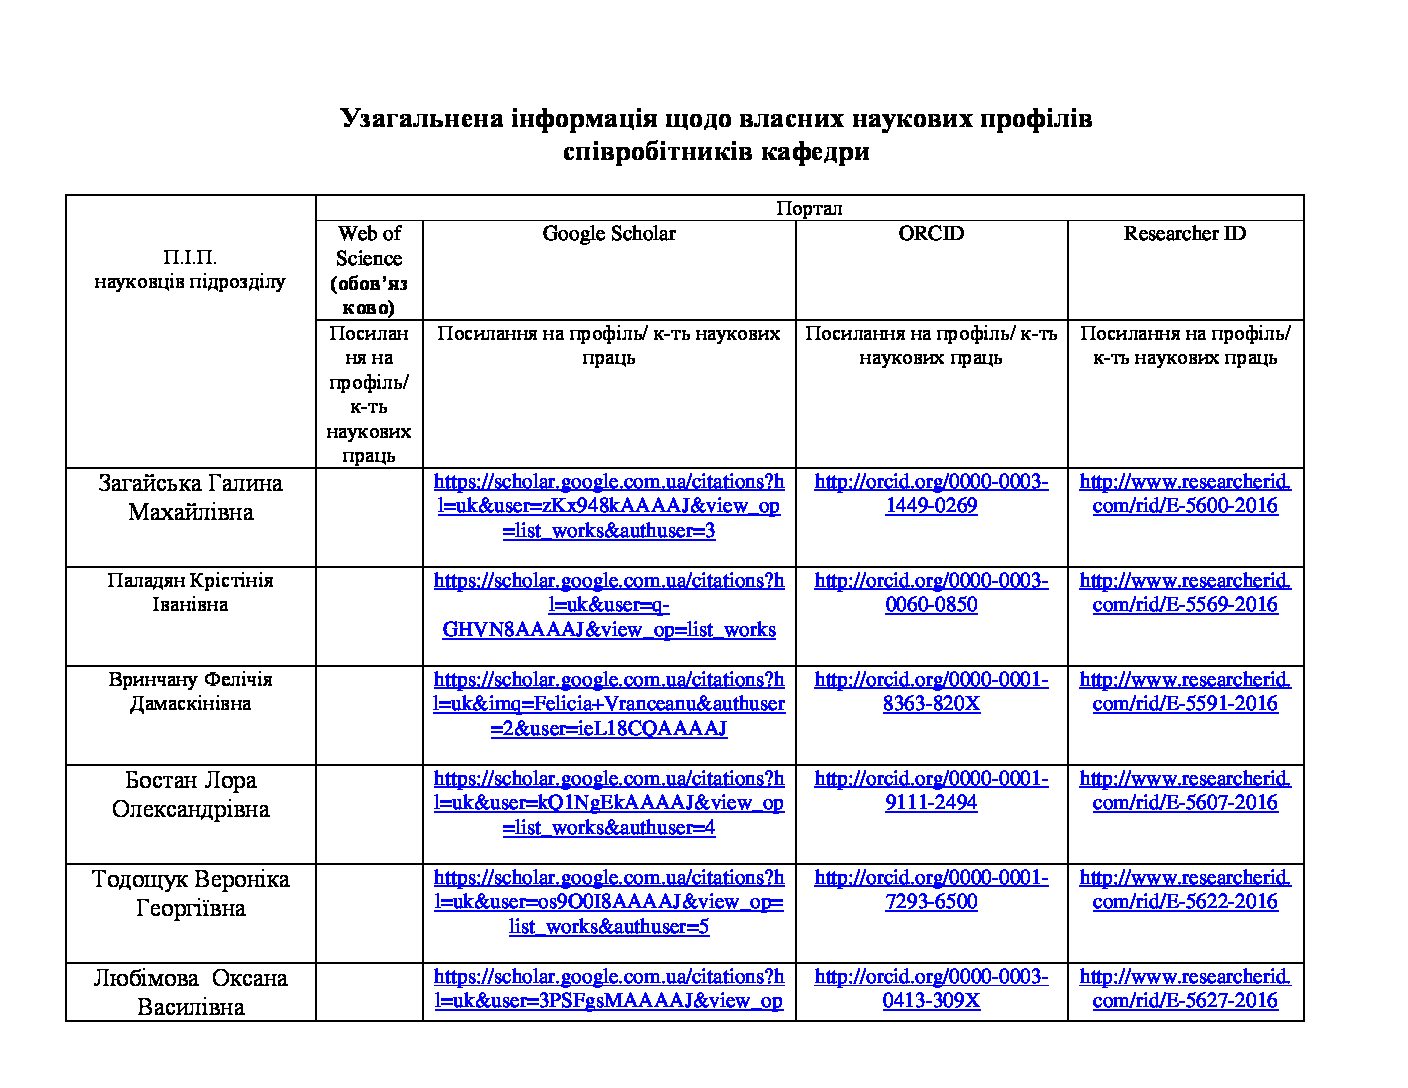 Узагальнена інформація щодо власних наукових профілів
співробітників кафедри
П.І.П.
науковців підрозділу
Портал
Web of
Science
(обов’яз
ково)
Google Scholar
ORCID
Researcher ID
Посилан
ня на
профіль/
к-ть
наукових
праць
Посилання на профіль/ к-ть наукових
праць
Посилання на профіль/ к-ть
наукових праць
Посилання на профіль/
к-ть наукових праць
Загайська Галина
Махайлівна
https://scholar.google.com.ua/citations?h
l=uk&user=zKx948kAAAAJ&view_op
=list_works&authuser=3
http://orcid.org/0000-0003-
1449-0269
http://www.researcherid.
com/rid/E-5600-2016
Паладян Крістінія
Іванівна
https://scholar.google.com.ua/citations?h
l=uk&user=q-
GHVN8AAAAJ&view_op=list_works
http://orcid.org/0000-0003-
0060-0850
http://www.researcherid.
com/rid/E-5569-2016
Вринчану Фелічія
Дамаскінівна
https://scholar.google.com.ua/citations?h
l=uk&imq=Felicia+Vranceanu&authuser
=2&user=ieL18CQAAAAJ
http://orcid.org/0000-0001-
8363-820X
http://www.researcherid.
com/rid/E-5591-2016
Бостан Лора
Олександрівна
https://scholar.google.com.ua/citations?h
l=uk&user=kQ1NgEkAAAAJ&view_op
=list_works&authuser=4
http://orcid.org/0000-0001-
9111-2494
http://www.researcherid.
com/rid/E-5607-2016
Тодощук Вероніка
Георгіївна
https://scholar.google.com.ua/citations?h
l=uk&user=os9O0I8AAAAJ&view_op=
list_works&authuser=5
http://orcid.org/0000-0001-
7293-6500
http://www.researcherid.
com/rid/E-5622-2016
Любімова  Оксана
Василівна
https://scholar.google.com.ua/citations?h
l=uk&user=3PSFgsMAAAAJ&view_op
http://orcid.org/0000-0003-
0413-309X
http://www.researcherid.
com/rid/E-5627-2016